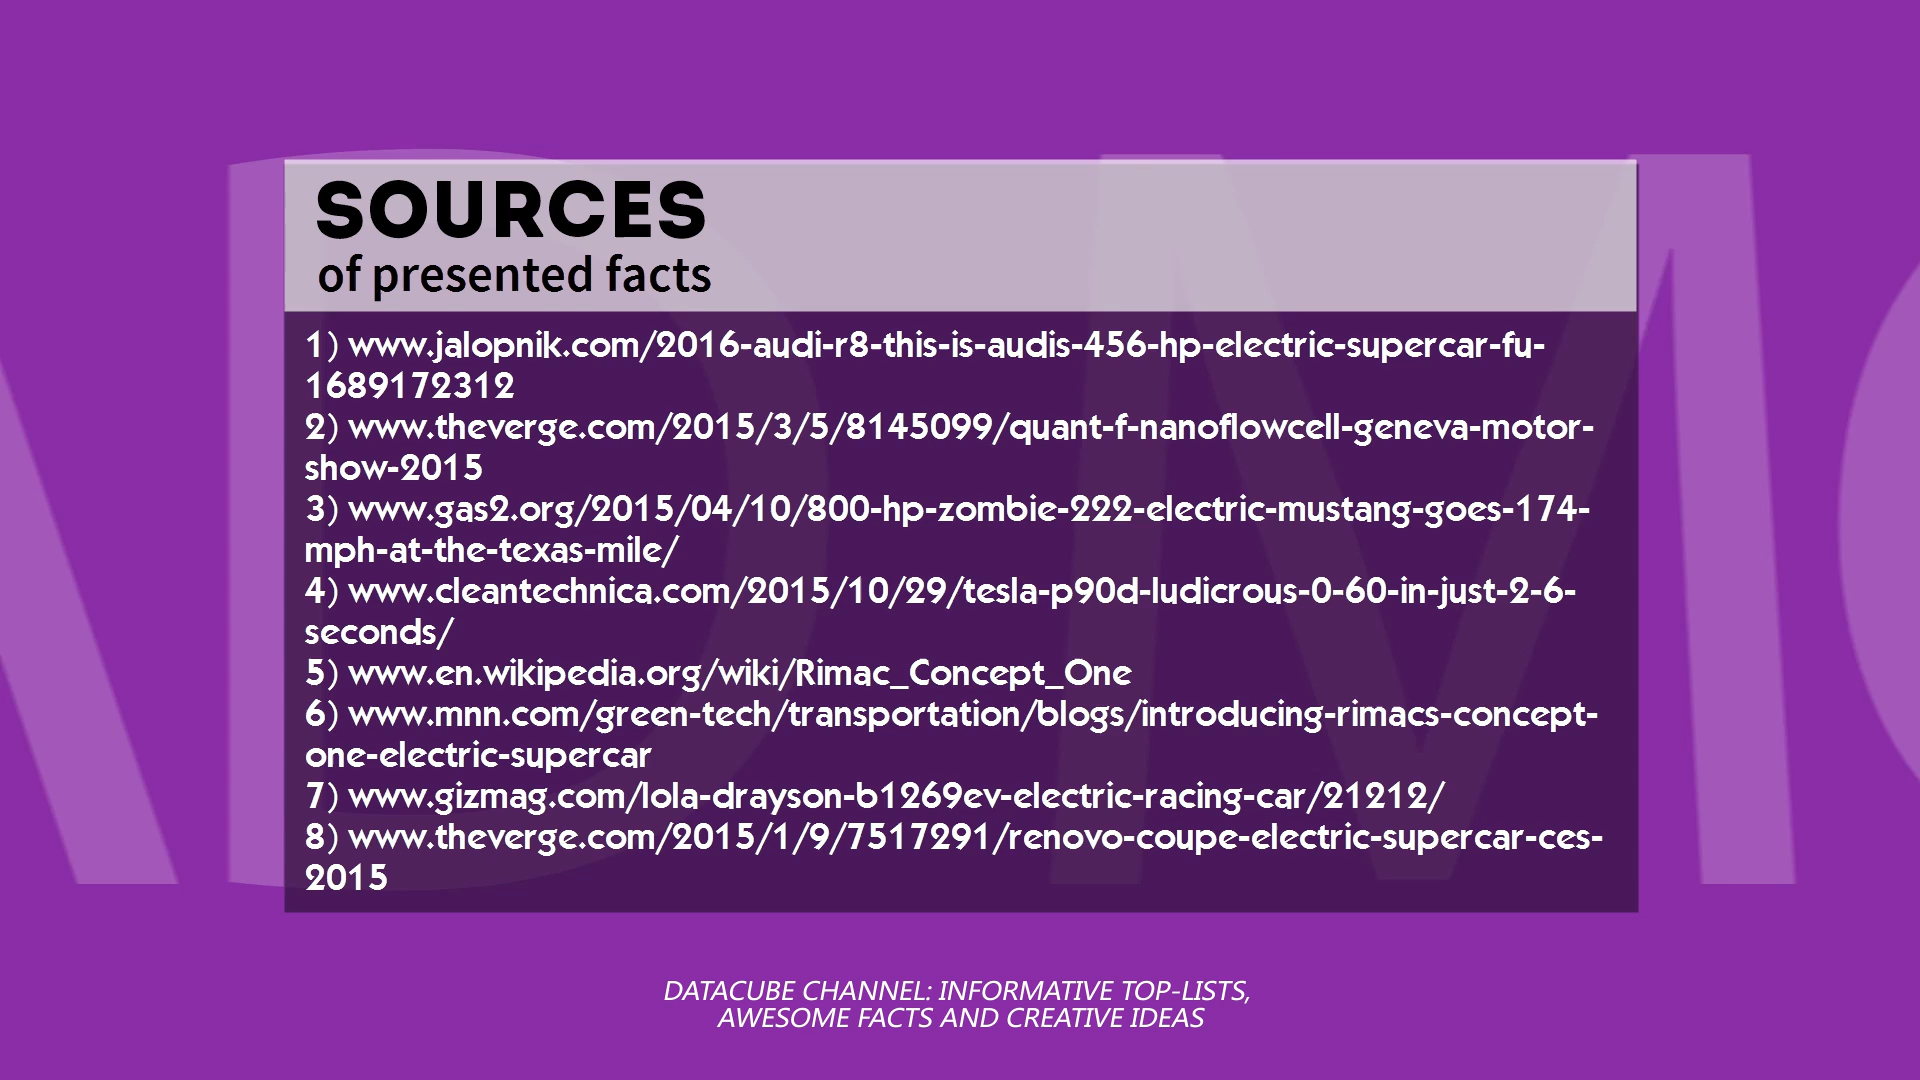 SOURCES
of presented facts
1) www.jalopnik.com/2016-audi-r8-this-is-audis-456-hp-electric-supercar-fu-
1689172312
2) www.theverge.com/2015/3/5/8145099/quant-f-nanoflowcell-geneva-motor-
show-2015
3) www.gas2.org/2015/04/10/800-hp-zombie-222-electric-mustang-goes-174-
mph-at-the-texas-mile/
4) www.cleantechnica.com/2015/10/29/tesla-p90d-ludicrous-0-60-in-just-2-6-
seconds/
5) www.en.wikipedia.org/wiki/Rimac_Concept_One
6) www.mnn.com/green-tech/transportation/blogs/introducing-rimacs-concept-
one-electric-supercar
7) www.gizmag.com/lola-drayson-b1269ev-electric-racing-car/21212/
8) www.theverge.com/2015/1/9/7517291/renovo-coupe-electric-supercar-ces-
2015
DATACUBE CHANNEL: INFORMATIVE TOP-LISTS,
AWESOME FACTS AND CREATIVE IDEAS